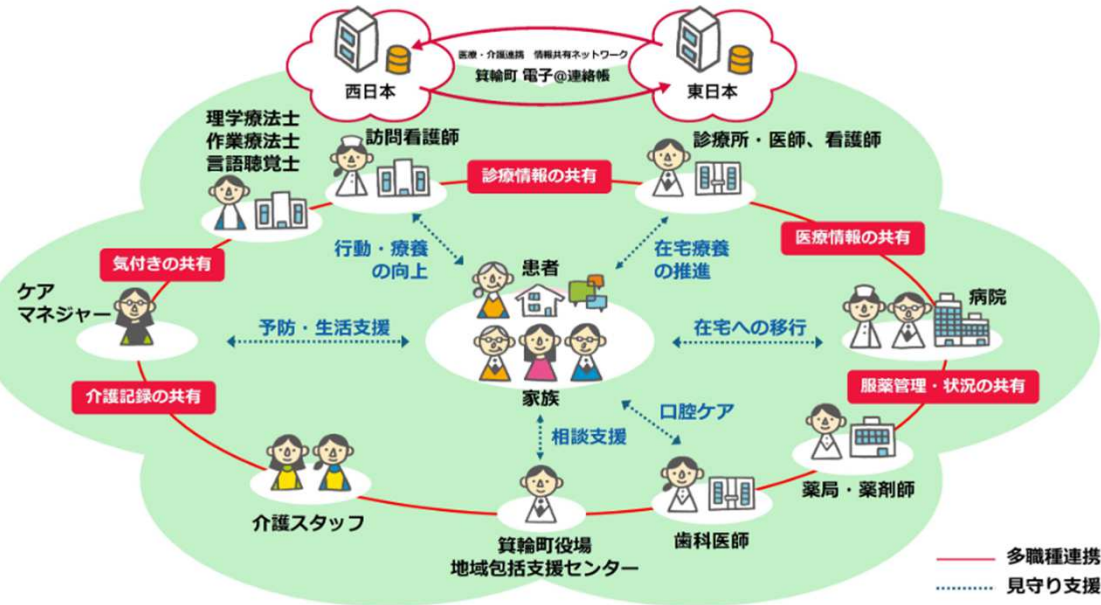 医療・介護連携　情報共有ネットワーク
箕輪町 電子@連絡帳
西日本
東日本
理学療法士
作業療法士
言語聴覚士
訪問看護師
診療所・医師、看護師
診療情報の共有
医療情報の共有
気付きの共有
行動・療養
の向上
患者
在宅療養
の推進
ケア
マネジャー
予防・生活支援
在宅への移行
病院
介護記録の共有
家族
服薬管理・状況の共有
相談支援
口腔ケア
介護スタッフ
箕輪町役場
地域包括支援センター
歯科医師
薬局・薬剤師
多職種連携
見守り支援